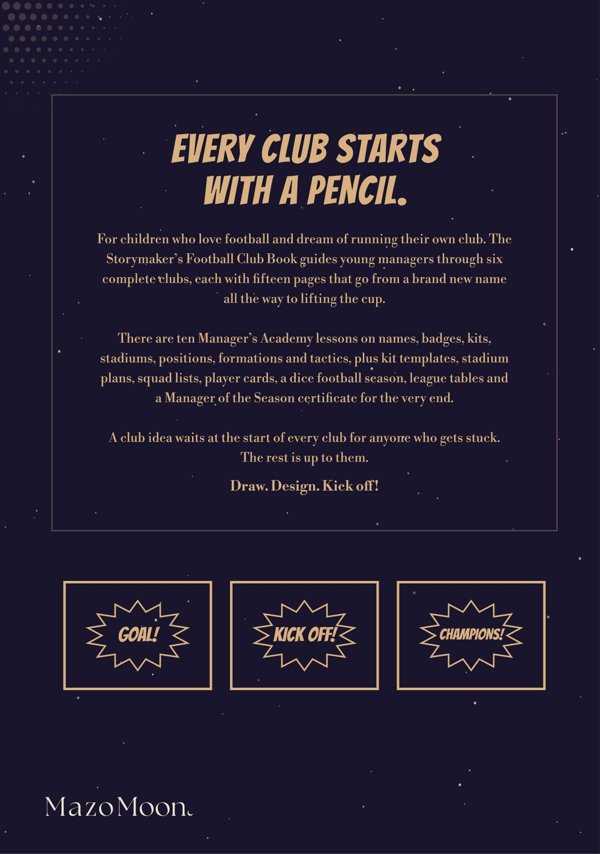 EVERY CLUB STARTS
WITH A PENCIL.
For children who love football and dream of running their own club. The
Storymaker's Football Club Book guides young managers through six
complete clubs, each with fifteen pages that go from a brand new name
all the way to lifting the cup.
There are ten Manager's Academy lessons on names, badges, kits,
stadiums, positions, formations and tactics, plus kit templates, stadium
plans, squad lists, player cards, a dice football season, league tables and
a Manager of the Season certificate for the very end.
A club idea waits at the start of every club for anyone who gets stuck.
The rest is up to them.
Draw. Design. Kick off!
GOAL!
KICK OFF!
CHAMPIONS!
MazoMoon